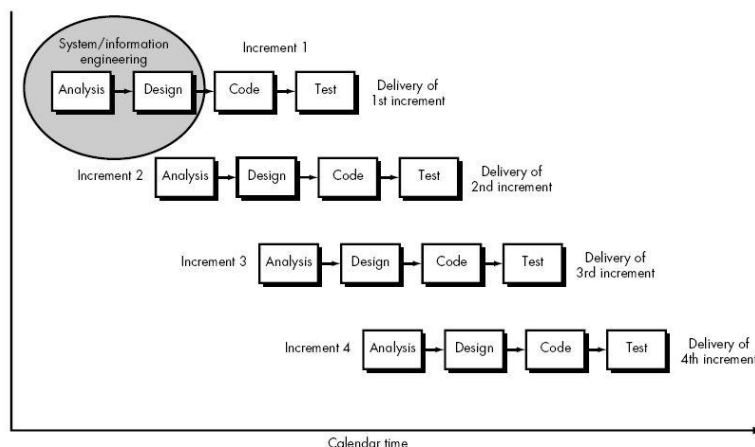 System/information
engineering
Increment 1
Analysis
Design
Code
Test
Delivery of
1st increment
Increment 2
Analysis
Design
Code
Test
Delivery of
2nd increment
Increment 3
Analysis
Design
Code
Test
Delivery of
3rd increment
Increment 4
Analysis
Design
Code
Test
Delivery of
4th increment
Calendar time